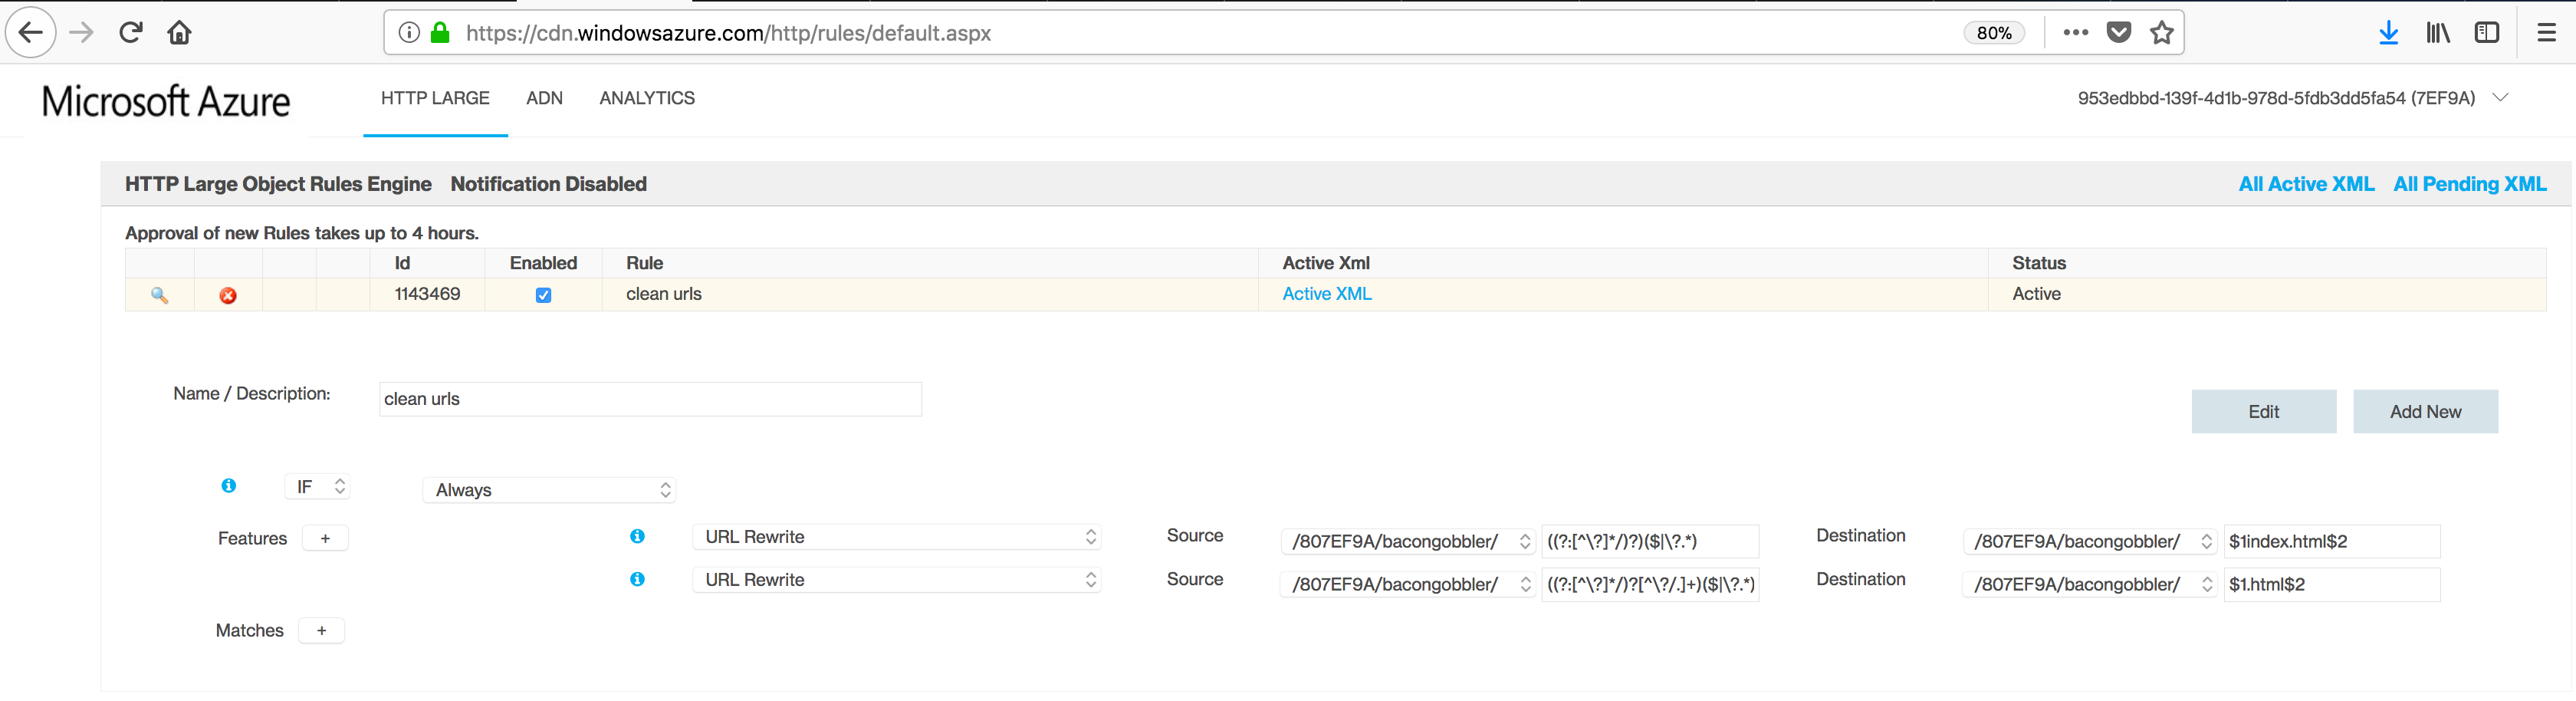 https://cdn.windowsazure.com/http/rules/default.aspx 80%
Microsoft Azure HTTP LARGE ADN ANALYTICS 953edbbd-139f-4d1b-978d-5fdb3dd5fa54 (7EF9A)
HTTP Large Object Rules Engine Notification Disabled All Active XML All Pending XML
Approval of new Rules takes up to 4 hours.
Id Enabled Rule Active Xml Status
1143469 clean urls Active XML Active
Name / Description: clean urls Edit Add New
IF Always
Features + URL Rewrite Source /807EF9A/bacongobbler/ ((?:[^\?]*/)?)($|\?.*) Destination /807EF9A/bacongobbler/ $1index.html$2
URL Rewrite Source /807EF9A/bacongobbler/ ((?:[^\?]*/)?[^\?/.]+)($|\?.*) Destination /807EF9A/bacongobbler/ $1.html$2
Matches +